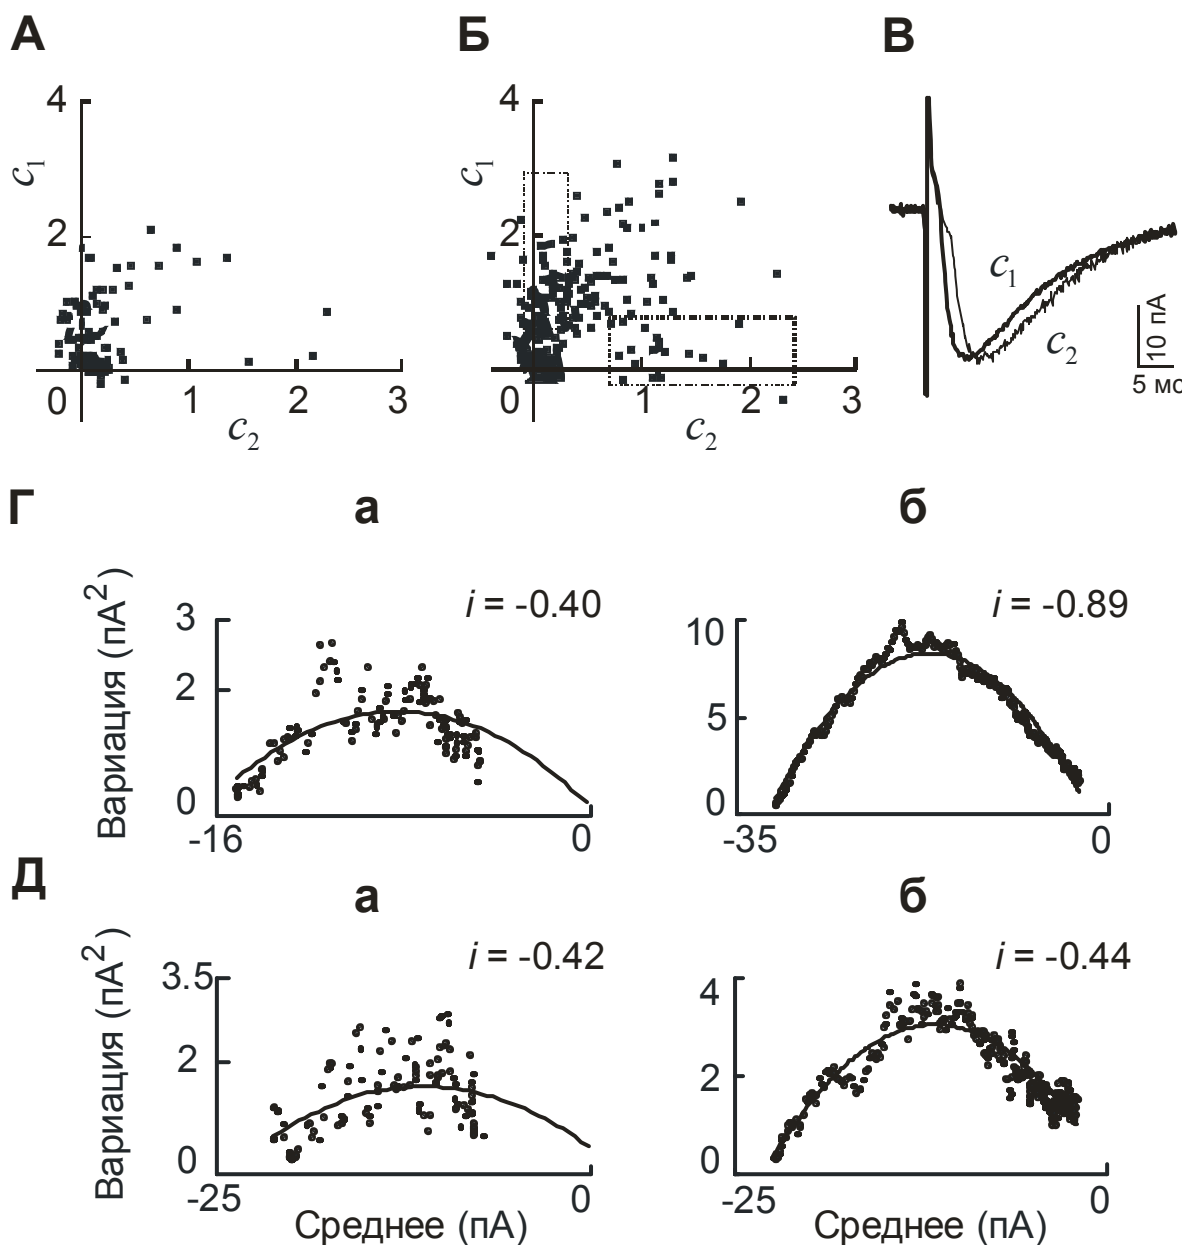 А Б В
4 4
c1 c1
2 2
c1
c2
10 пА
5 мс
0 1 2 3 0 1 2 3
c2 c2
Г а б
Вариация (пА2)
i = -0.40 i = -0.89
3 10
2 5
0 0
-16 0 -35 0
Д а б
Вариация (пА2)
i = -0.42 i = -0.44
3.5 4
2 2
0 0
-25 0 -25 0
Среднее (пА) Среднее (пА)